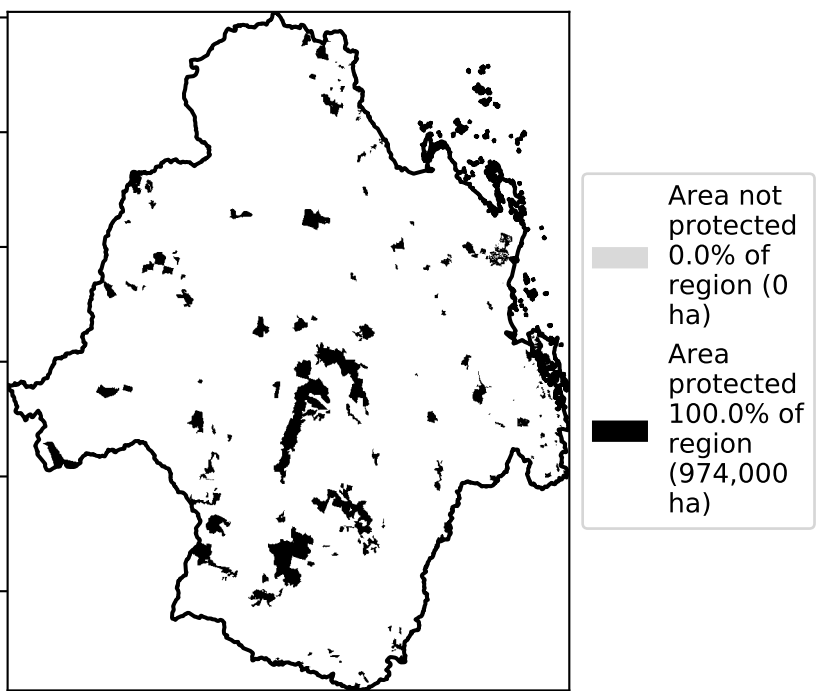 Area not
protected
0.0% of
region (0
ha)
Area
protected
100.0% of
region
(974,000
ha)